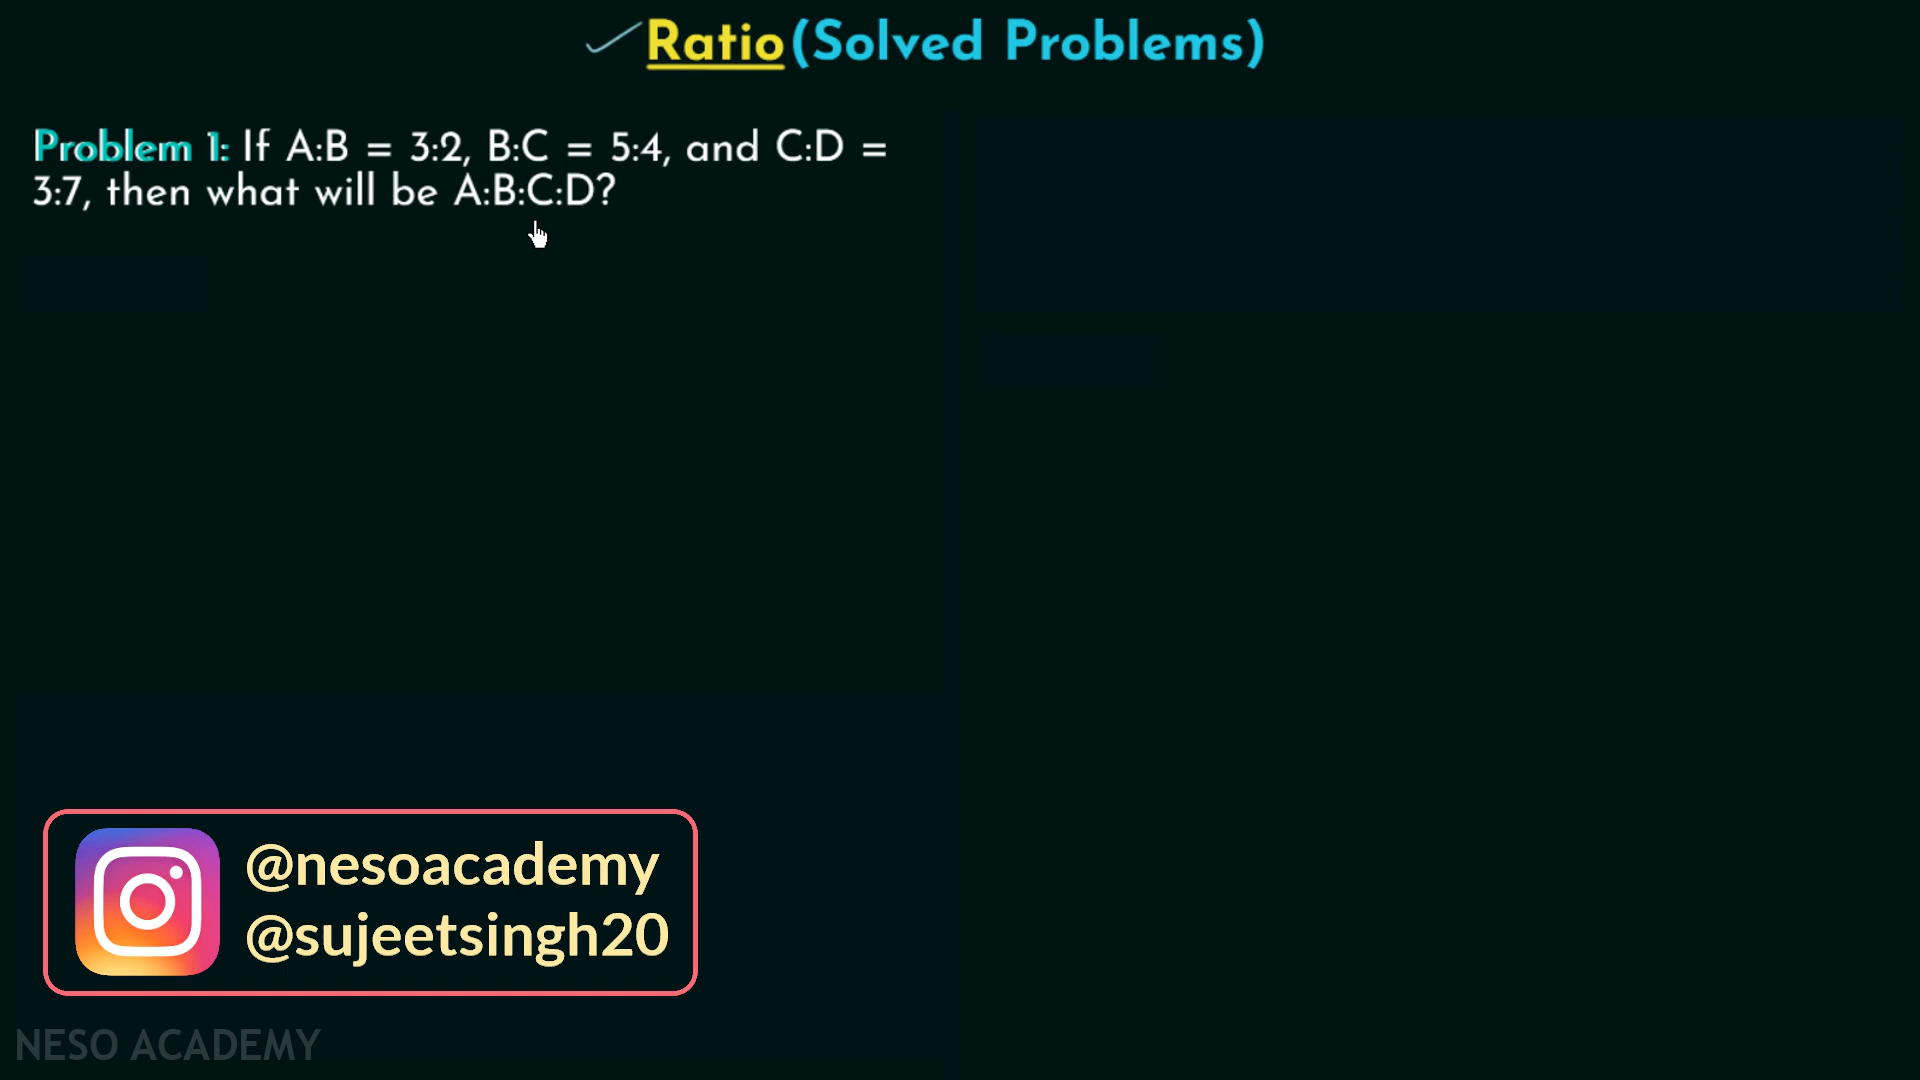 Ratio(Solved Problems)
Problem 1: If A:B = 3:2, B:C = 5:4, and C:D =
3:7, then what will be A:B:C:D?
@nesoacademy
@sujeetsingh20
NESO ACADEMY